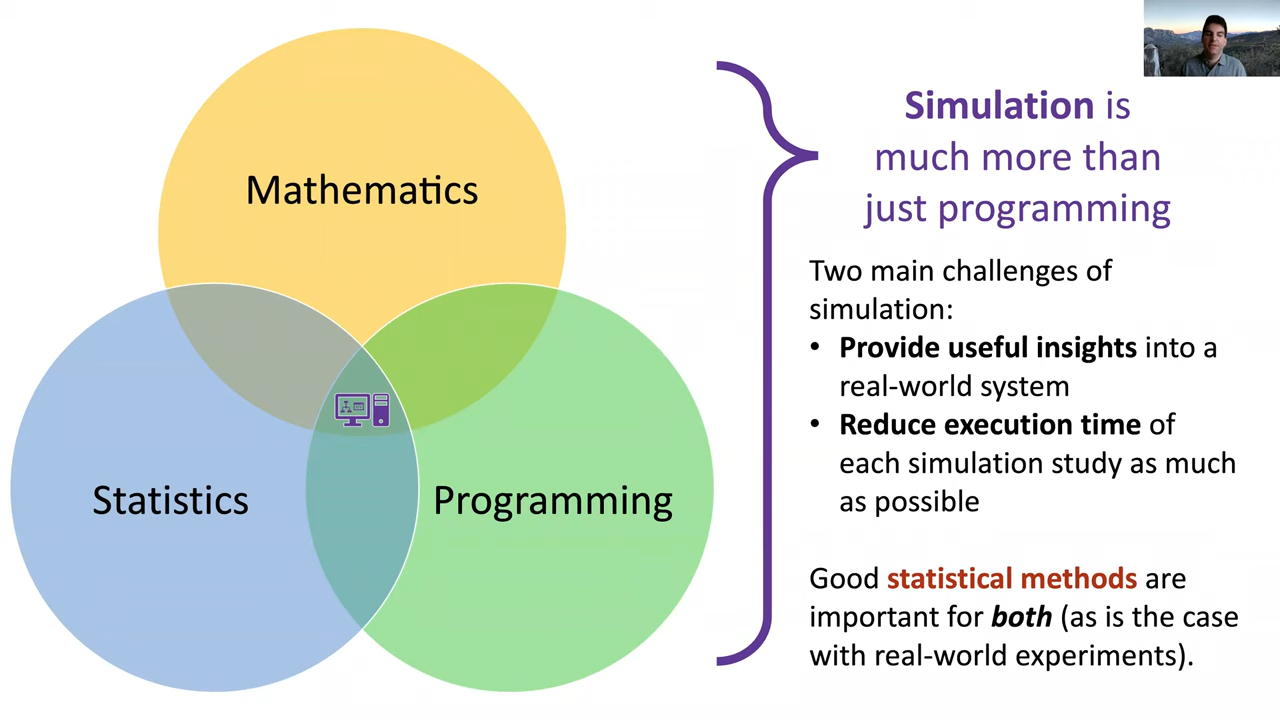 Mathematics
Statistics
Programming
Simulation is
much more than
just programming
Two main challenges of
simulation:
• Provide useful insights into a
real-world system
• Reduce execution time of
each simulation study as much
as possible
Good statistical methods are
important for both (as is the case
with real-world experiments).